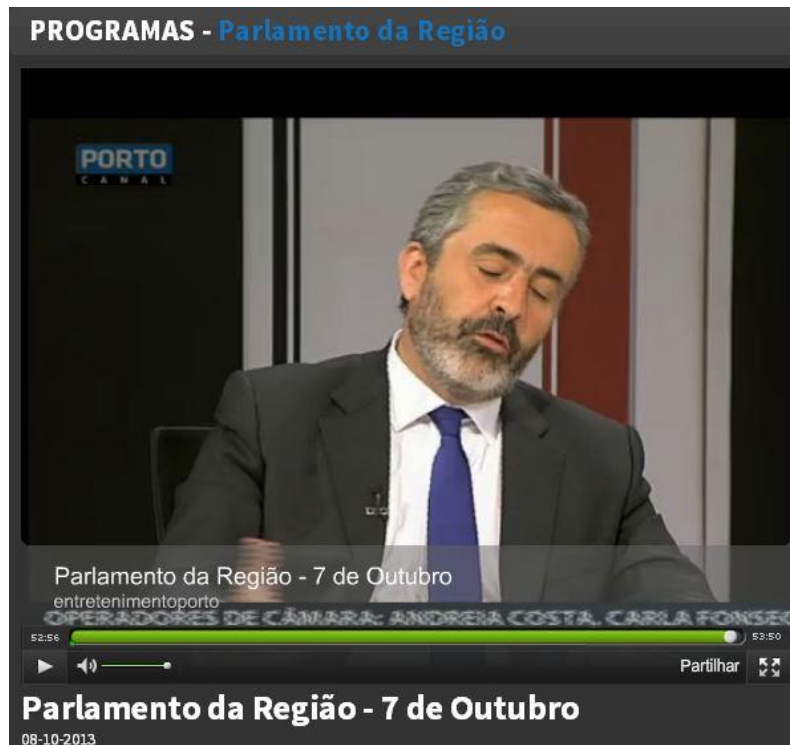 PROGRAMAS - Parlamento da Região
PORTO
CANAL
Parlamento da Região - 7 de Outubro
entretenimentoporto
OPERADORES DE CÂMARA: ANDREIA COSTA, CARLA FONSEC
52:56
53:50
Partilhar
Parlamento da Região - 7 de Outubro
08-10-2013